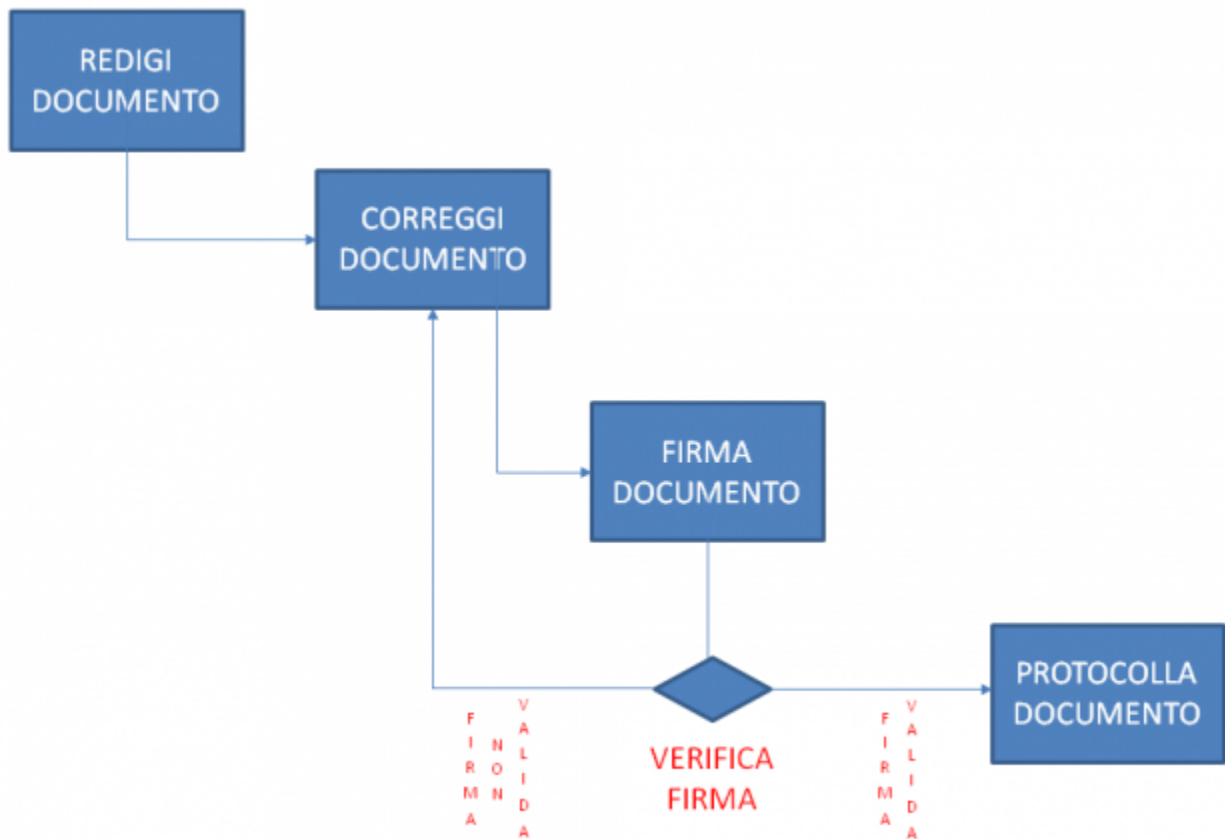 REDIGI
DOCUMENTO
CORREGGI
DOCUMENTO
FIRMA
DOCUMENTO
PROTOCOLLA
DOCUMENTO
FIRMA
NON
VALIDA
VERIFICA
FIRMA
FIRMA
VALIDA